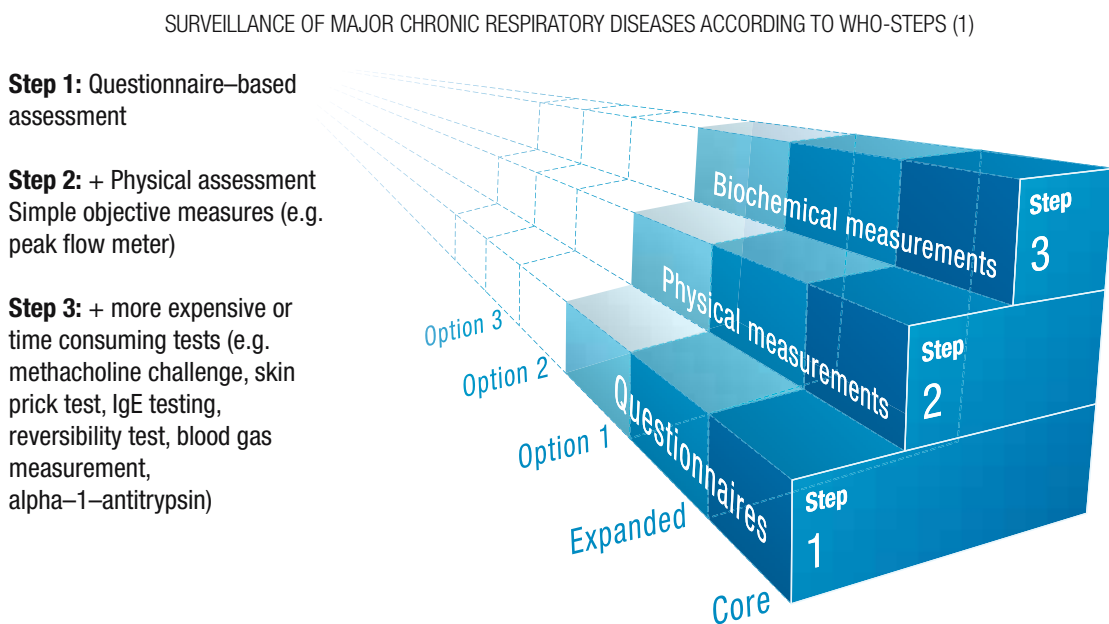 SURVEILLANCE OF MAJOR CHRONIC RESPIRATORY DISEASES ACCORDING TO WHO-STEPS (1)
Step 1: Questionnaire–based
assessment
Step 2: + Physical assessment
Simple objective measures (e.g.
peak flow meter)
Step 3: + more expensive or
time consuming tests (e.g.
methacholine challenge, skin
prick test, IgE testing,
reversibility test, blood gas
measurement,
alpha–1–antitrypsin)
Biochemical measurements
Step
3
Physical measurements
Step
2
Questionnaires
Step
1
Option 3
Option 2
Option 1
Expanded
Core